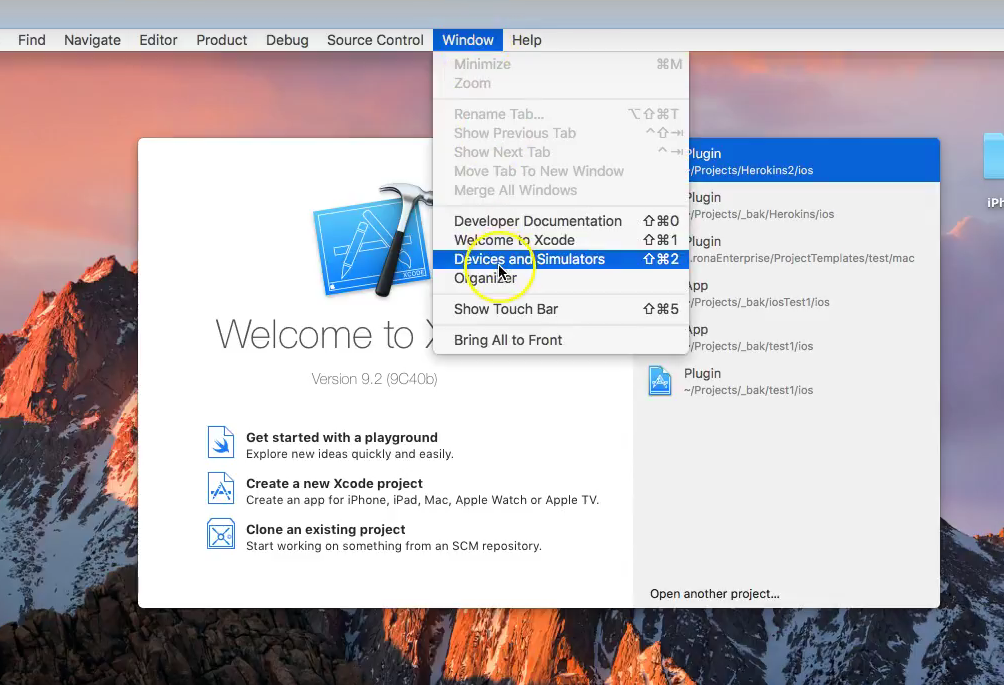 Find Navigate Editor Product Debug Source Control Window Help
Minimize ⌘M
Zoom
Rename Tab... ⌥⇧⌘T
Show Previous Tab ^⇧⇥
Show Next Tab ^⇥
Move Tab To New Window
Merge All Windows
Developer Documentation ⇧⌘0
Welcome to Xcode ⇧⌘1
Devices and Simulators ⇧⌘2
Organizer
Show Touch Bar ⇧⌘5
Bring All to Front
XCODE
Welcome to
Version 9.2 (9C40b)
Get started with a playground
Explore new ideas quickly and easily.
Create a new Xcode project
Create an app for iPhone, iPad, Mac, Apple Watch or Apple TV.
Clone an existing project
Start working on something from an SCM repository.
Plugin
~/Projects/Herokins2/ios
Plugin
~/Projects/_bak/Herokins/ios
Plugin
ronaEnterprise/ProjectTemplates/test/mac
App
~/Projects/_bak/iosTest1/ios
App
~/Projects/_bak/test1/ios
Plugin
~/Projects/_bak/test1/ios
Open another project...
iPh